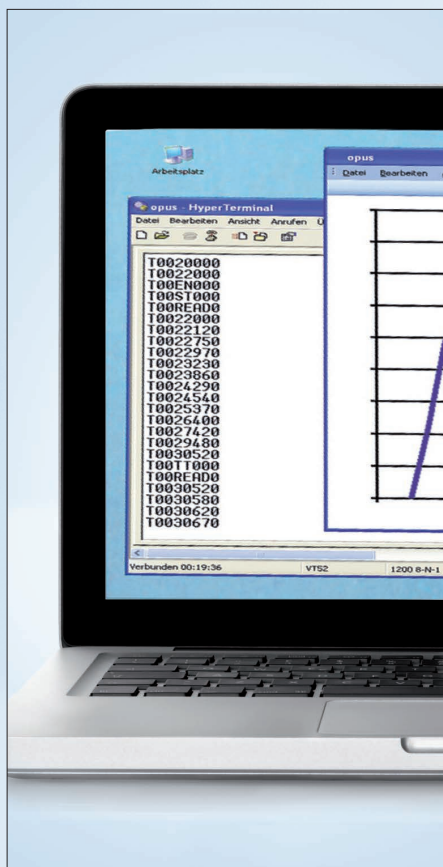 Arbeitsplatz
opus
Datei Bearbeiten
opus - HyperTerminal
Datei Bearbeiten Ansicht Anrufen Ü
T0020000
T0022000
T00EN000
T00ST000
T00READ0
T0022000
T0022120
T0022750
T0022970
T0023230
T0023860
T0024290
T0024540
T0025370
T0026400
T0027420
T0029480
T0030520
T00TT000
T00READ0
T0030520
T0030580
T0030620
T0030670
Verbunden 00:19:36 VT52 1200 8-N-1